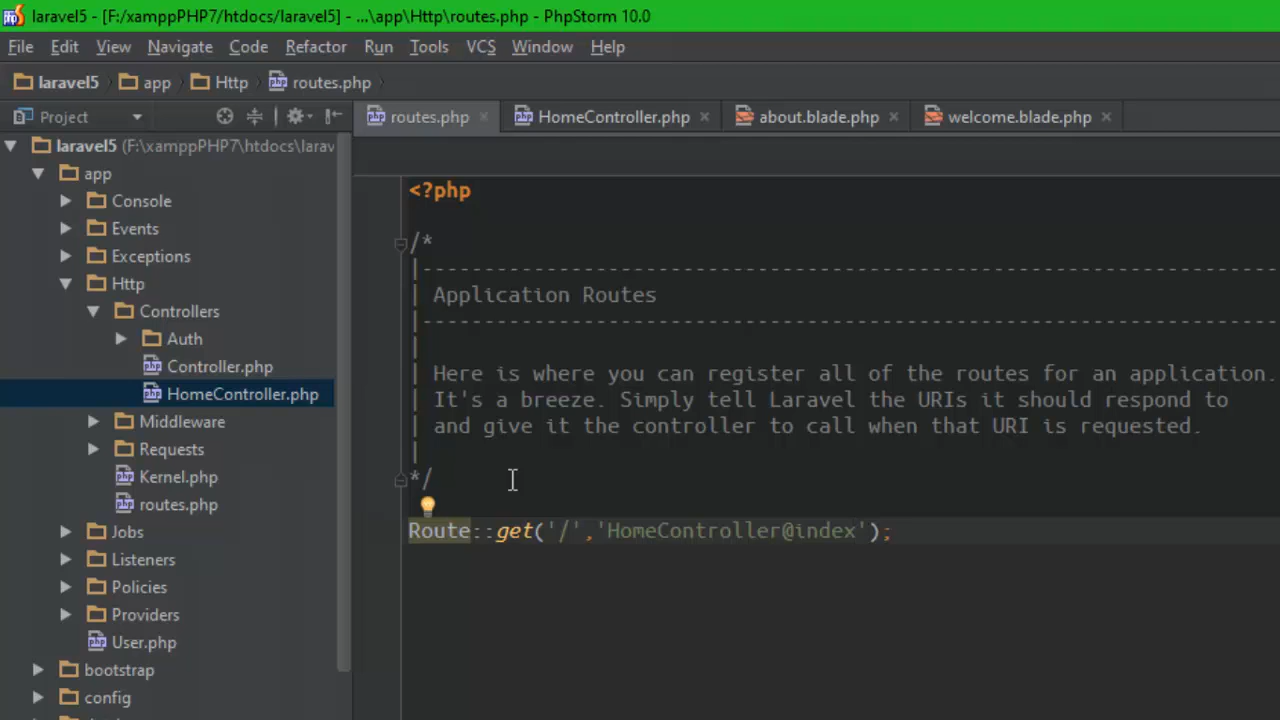 laravel5 - [F:/xamppPHP7/htdocs/laravel5] - ...\app\Http\routes.php - PhpStorm 10.0
File Edit View Navigate Code Refactor Run Tools VCS Window Help
laravel5 app Http routes.php
Project
routes.php HomeController.php about.blade.php welcome.blade.php
laravel5 (F:\xamppPHP7\htdocs\larav
app
Console
Events
Exceptions
Http
Controllers
Auth
Controller.php
HomeController.php
Middleware
Requests
Kernel.php
routes.php
Jobs
Listeners
Policies
Providers
User.php
bootstrap
config
<?php
/*
|--------------------------------------------------------------------------
| Application Routes
|--------------------------------------------------------------------------
|
| Here is where you can register all of the routes for an application.
| It's a breeze. Simply tell Laravel the URIs it should respond to
| and give it the controller to call when that URI is requested.
|
*/
Route::get('/','HomeController@index');